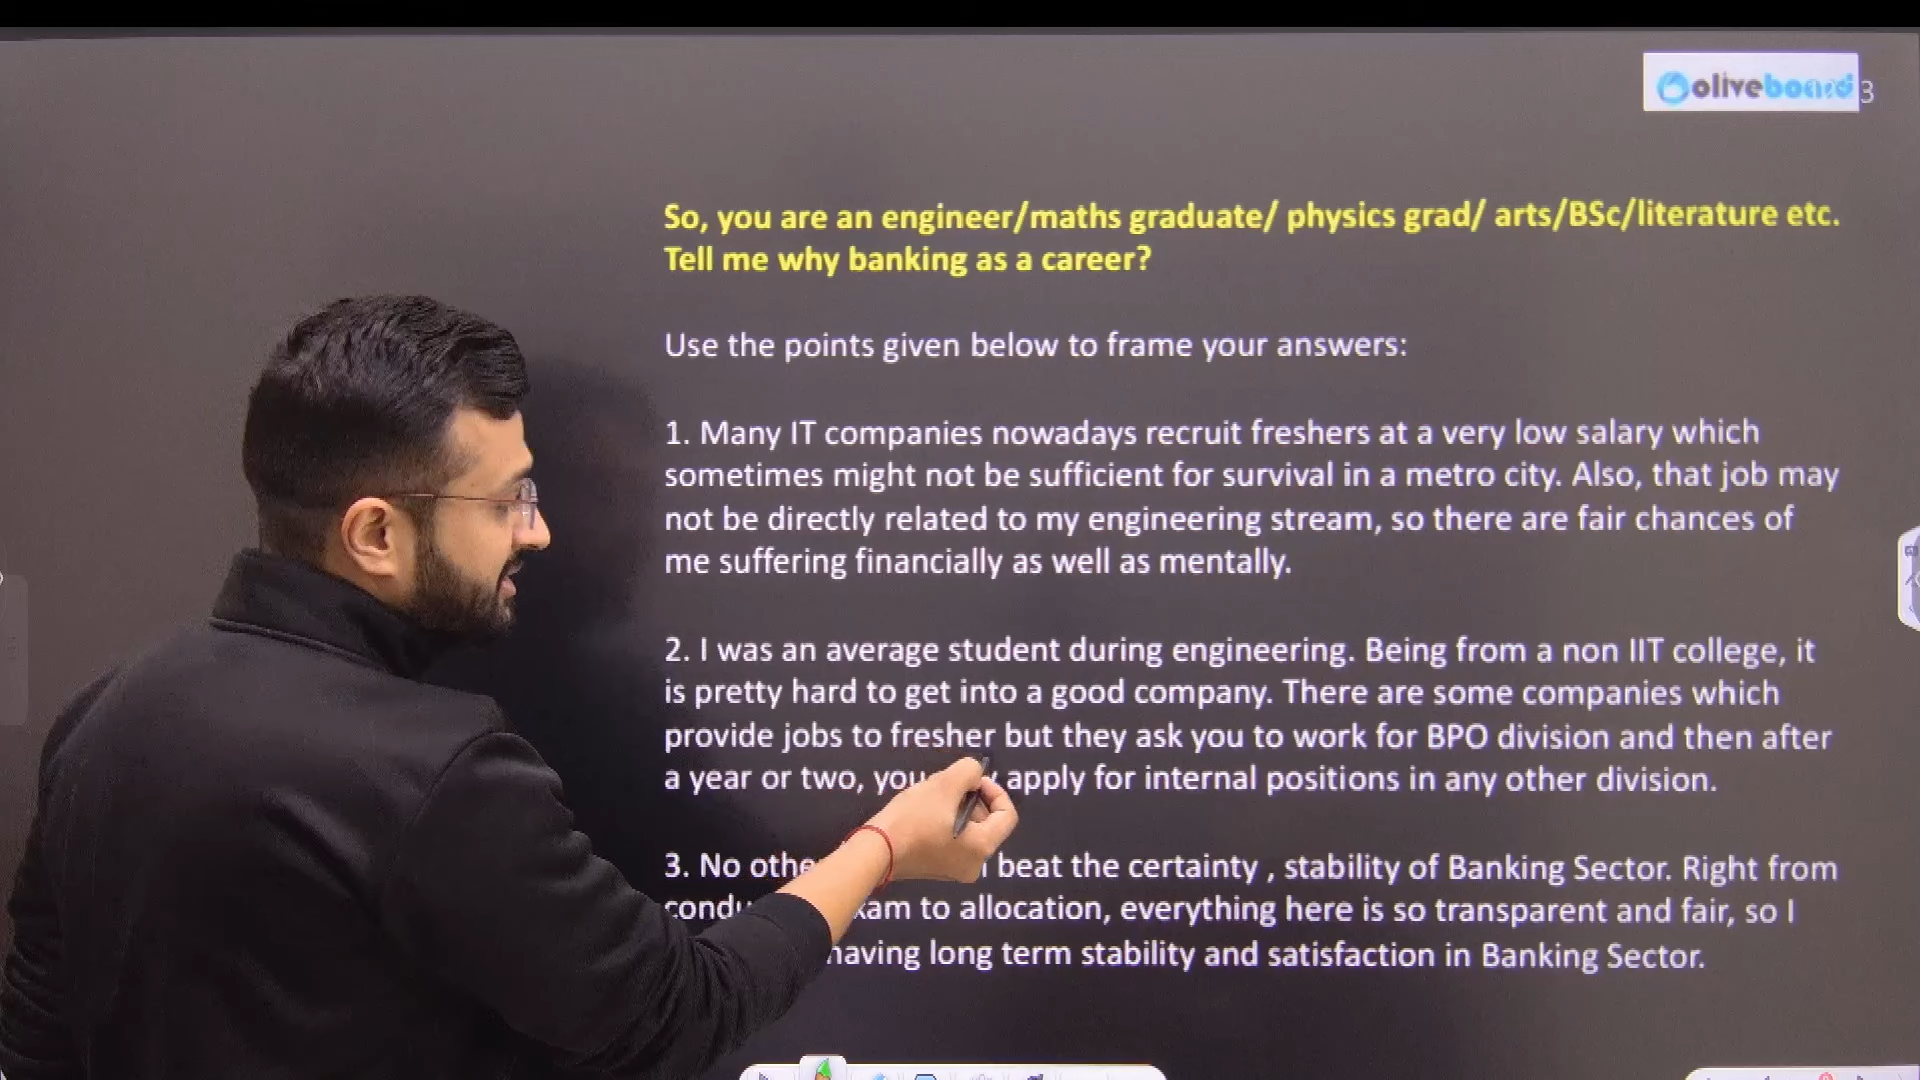 oliveboard 3
So, you are an engineer/maths graduate/ physics grad/ arts/BSc/literature etc.
Tell me why banking as a career?
Use the points given below to frame your answers:
1. Many IT companies nowadays recruit freshers at a very low salary which
sometimes might not be sufficient for survival in a metro city. Also, that job may
not be directly related to my engineering stream, so there are fair chances of
me suffering financially as well as mentally.
2. I was an average student during engineering. Being from a non IIT college, it
is pretty hard to get into a good company. There are some companies which
provide jobs to fresher but they ask you to work for BPO division and then after
a year or two, you apply for internal positions in any other division.
3. No beat the certainty , stability of Banking Sector. Right from
to allocation, everything here is so transparent and fair, so I
having long term stability and satisfaction in Banking Sector.